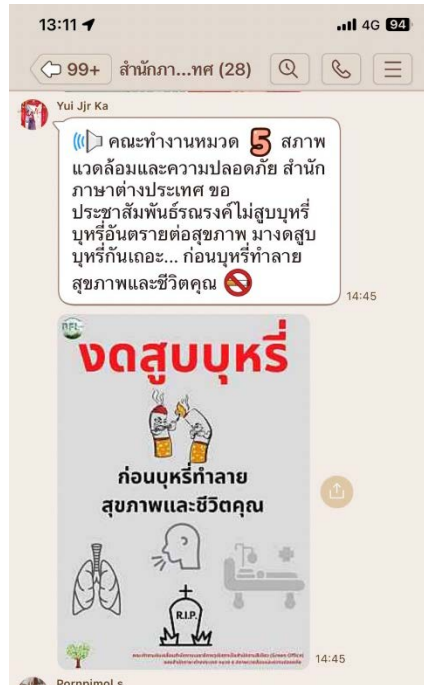 13:11
4G 94
99+ สำนักภา...ทศ (28)
Yui Jjr Ka
คณะทำงานหมวด 5 สภาพ
แวดล้อมและความปลอดภัย สำนัก
ภาษาต่างประเทศ ขอ
ประชาสัมพันธ์รณรงค์ไม่สูบบุหรี่
บุหรี่อันตรายต่อสุขภาพ มางดสูบ
บุหรี่กันเถอะ... ก่อนบุหรี่ทำลาย
สุขภาพและชีวิตคุณ
14:45
งดสูบบุหรี่
ก่อนบุหรี่ทำลาย
สุขภาพและชีวิตคุณ
R.I.P.
14:45
Pornpimol s